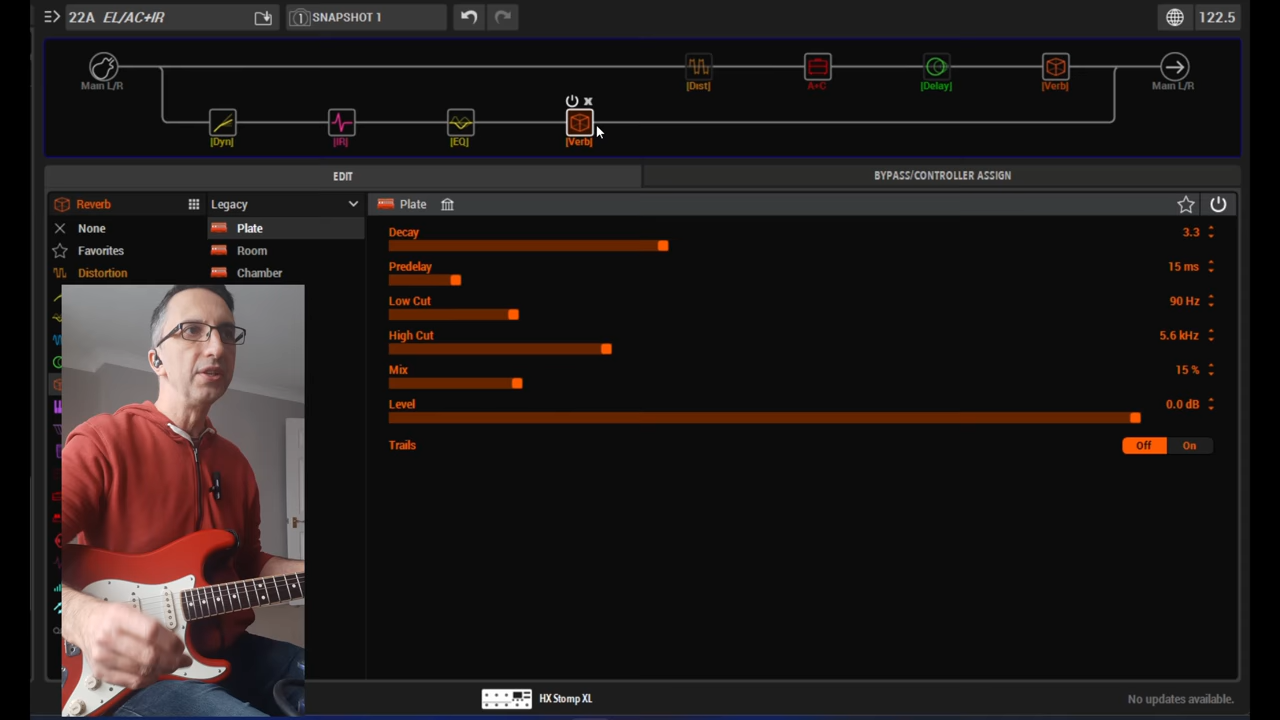 22A EL/AC+IR
1 SNAPSHOT 1
122.5
Main L/R
|Dist|
A+C
|Delay|
|Verb|
Main L/R
|Dyn|
|IR|
|EQ|
|Verb|
EDIT
BYPASS/CONTROLLER ASSIGN
Reverb
Legacy
Plate
None
Plate
Favorites
Room
Distortion
Chamber
Decay 3.3
Predelay 15 ms
Low Cut 90 Hz
High Cut 5.6 kHz
Mix 15 %
Level 0.0 dB
Trails Off On
HX Stomp XL
No updates available.